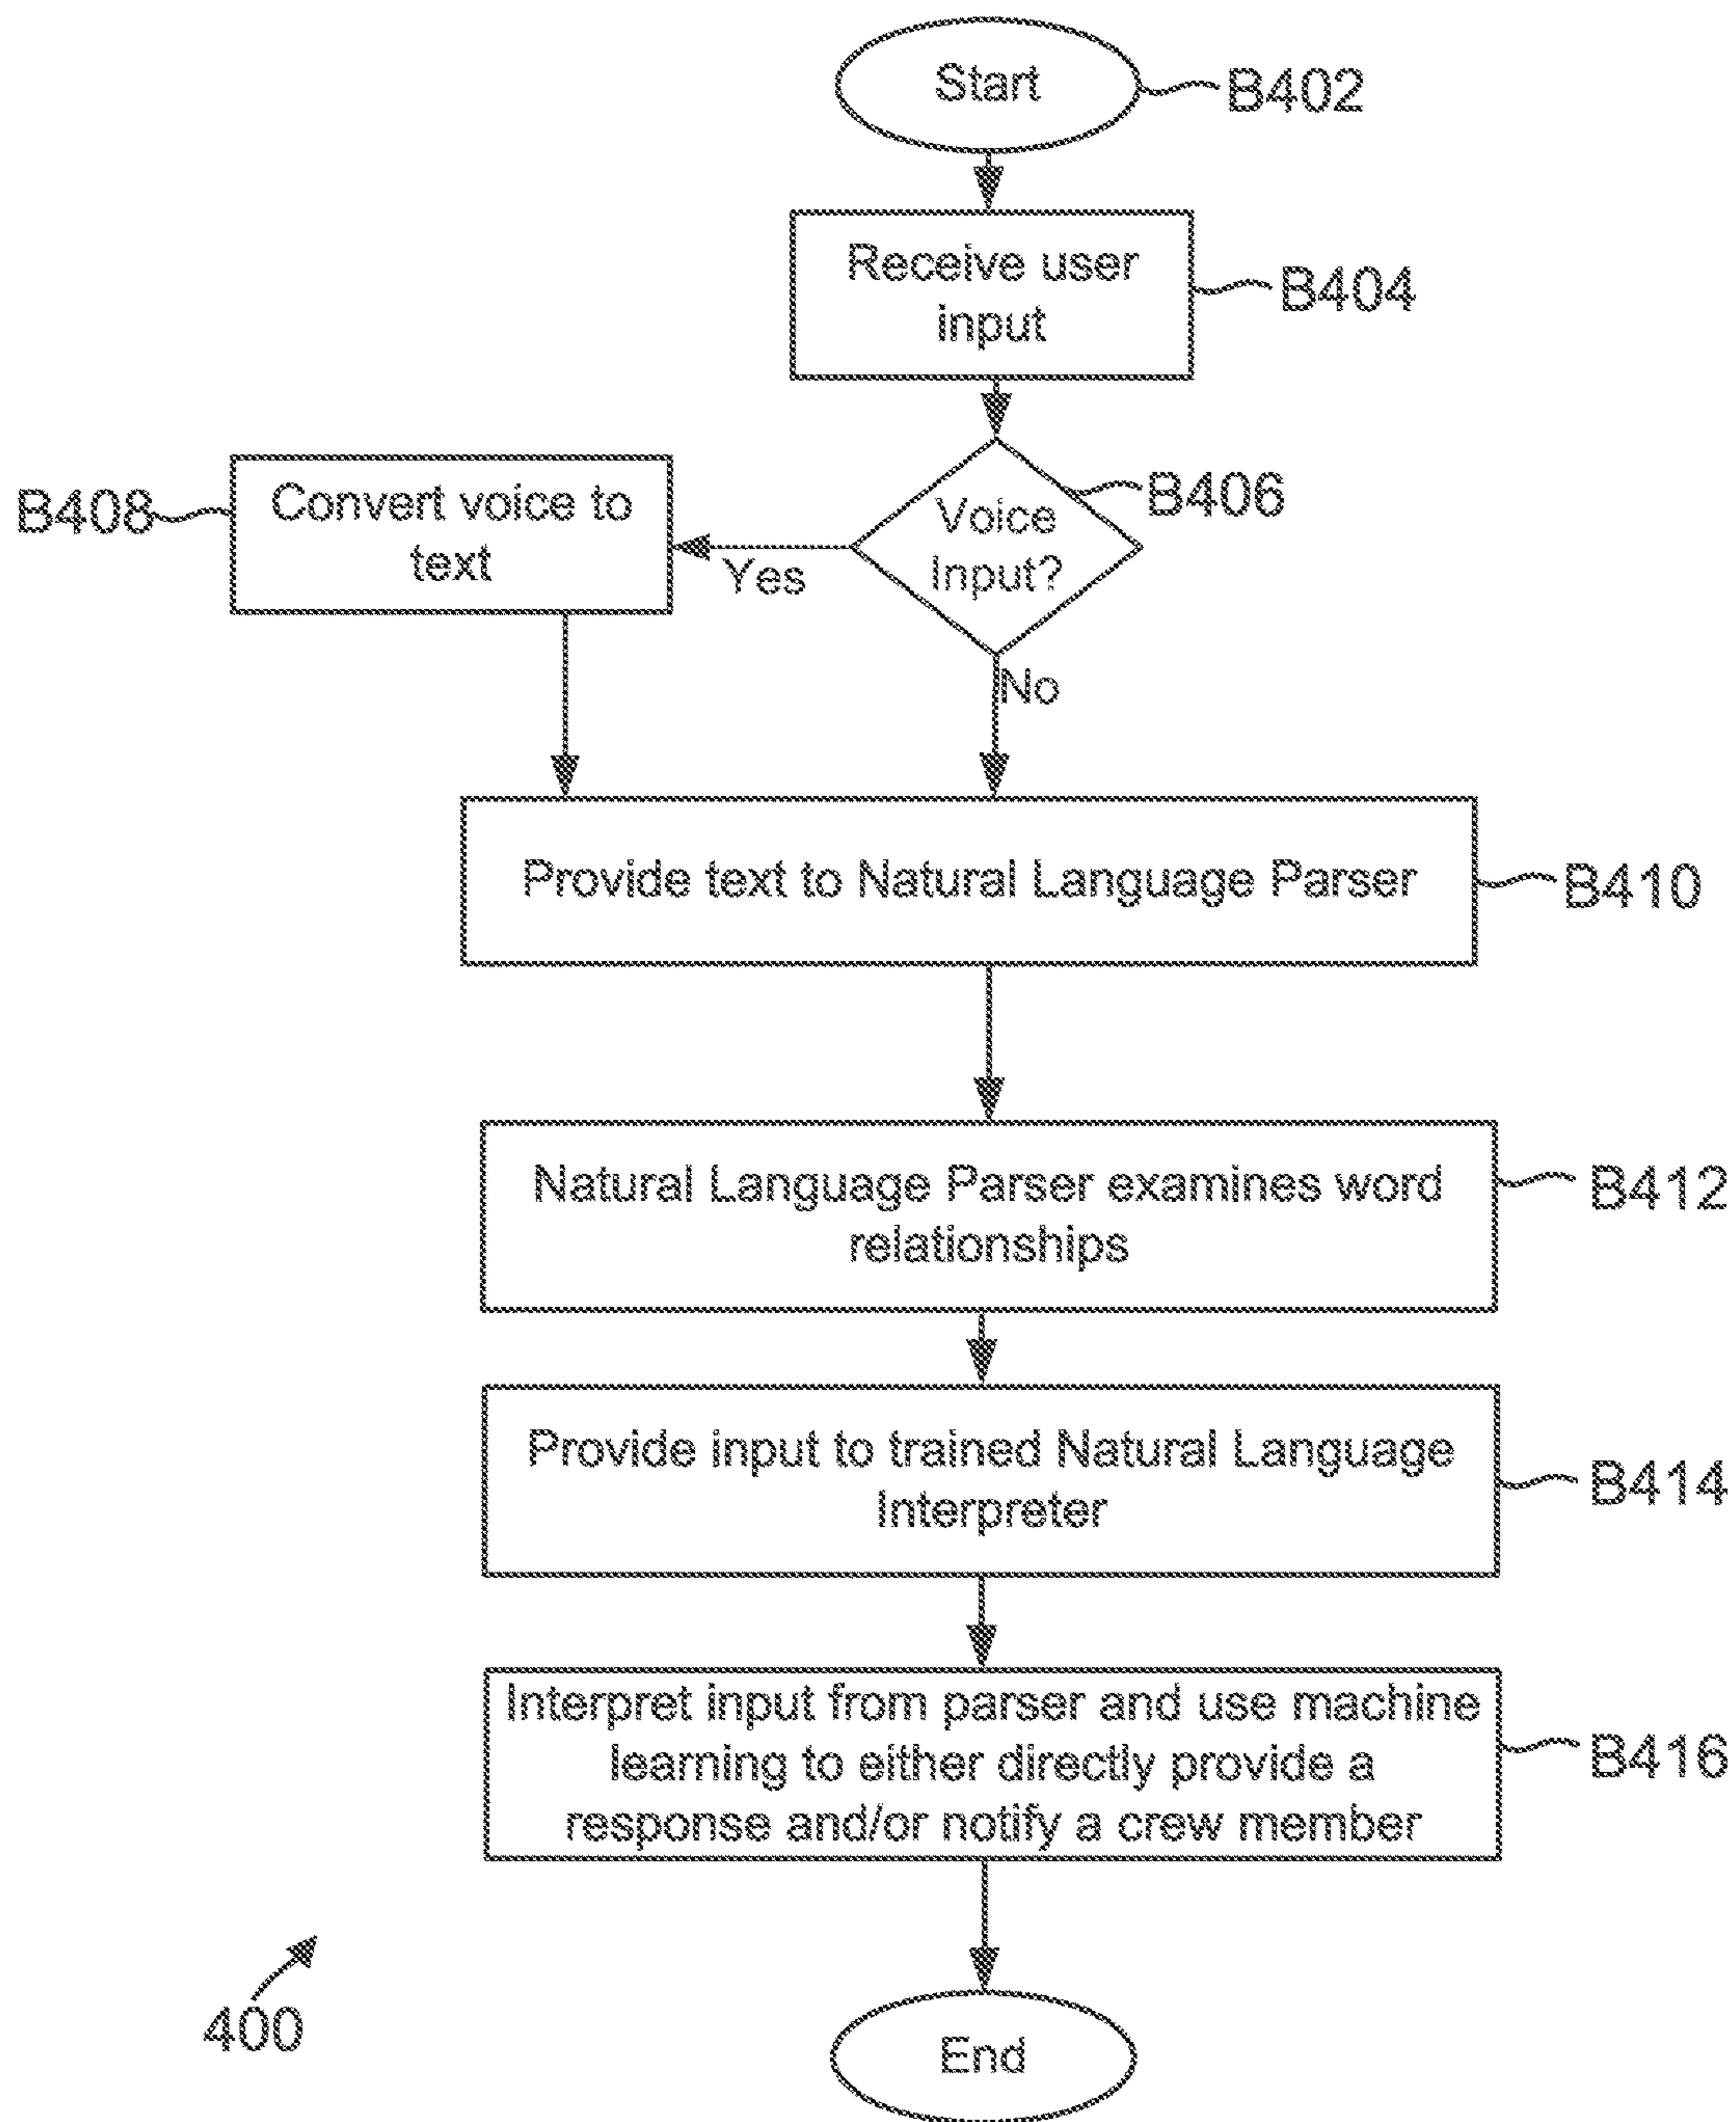 Start
B402
Receive user
input
B404
Voice
Input?
B406
Yes
No
Convert voice to
text
B408
Provide text to Natural Language Parser
B410
Natural Language Parser examines word
relationships
B412
Provide input to trained Natural Language
Interpreter
B414
Interpret input from parser and use machine
learning to either directly provide a
response and/or notify a crew member
B416
End
400